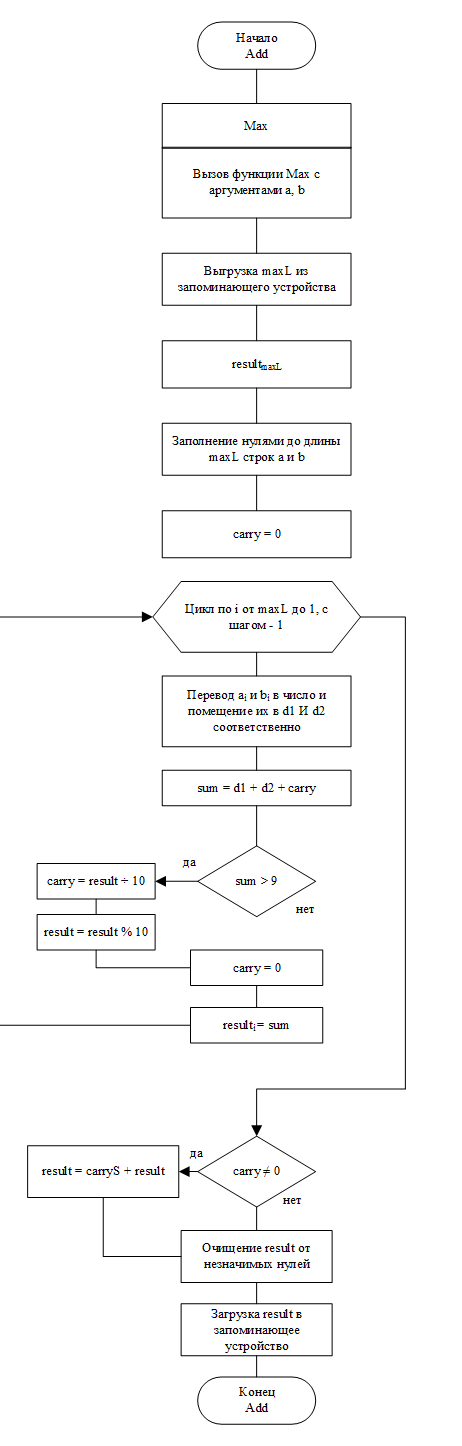 Начало
Add
Max
Вызов функции Max с
аргументами a, b
Выгрузка maxL из
запоминающего устройства
resultmaxL
Заполнение нулями до длины
maxL строк a и b
carry = 0
Цикл по i от maxL до 1, с
шагом - 1
Перевод ai и bi в число и
помещение их в d1 И d2
соответственно
sum = d1 + d2 + carry
да
sum > 9
нет
carry = result ÷ 10
result = result % 10
carry = 0
resulti = sum
да
carry ≠ 0
нет
result = carryS + result
Очищение result от
незначимых нулей
Загрузка result в
запоминающее
устройство
Конец
Add